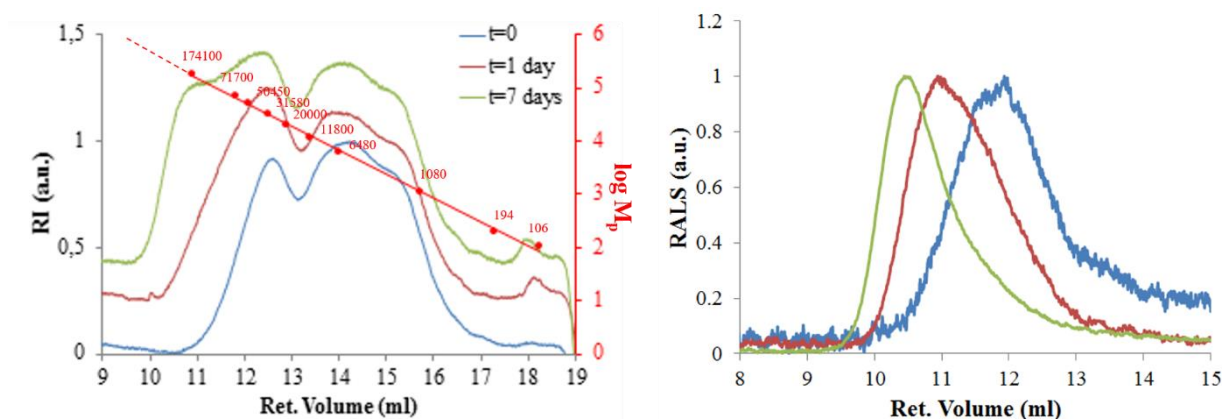 1,5
1
0,5
0
RI (a.u.)
t=0
t=1 day
t=7 days
174100
71700
50450
31580
20000
11800
6480
1080
194
106
6
5
4
3
2
1
0
log Mp
9 10 11 12 13 14 15 16 17 18 19
Ret. Volume (ml)
1.2
1
0.8
0.6
0.4
0.2
0
RALS (a.u.)
8 9 10 11 12 13 14 15
Ret. Volume (ml)